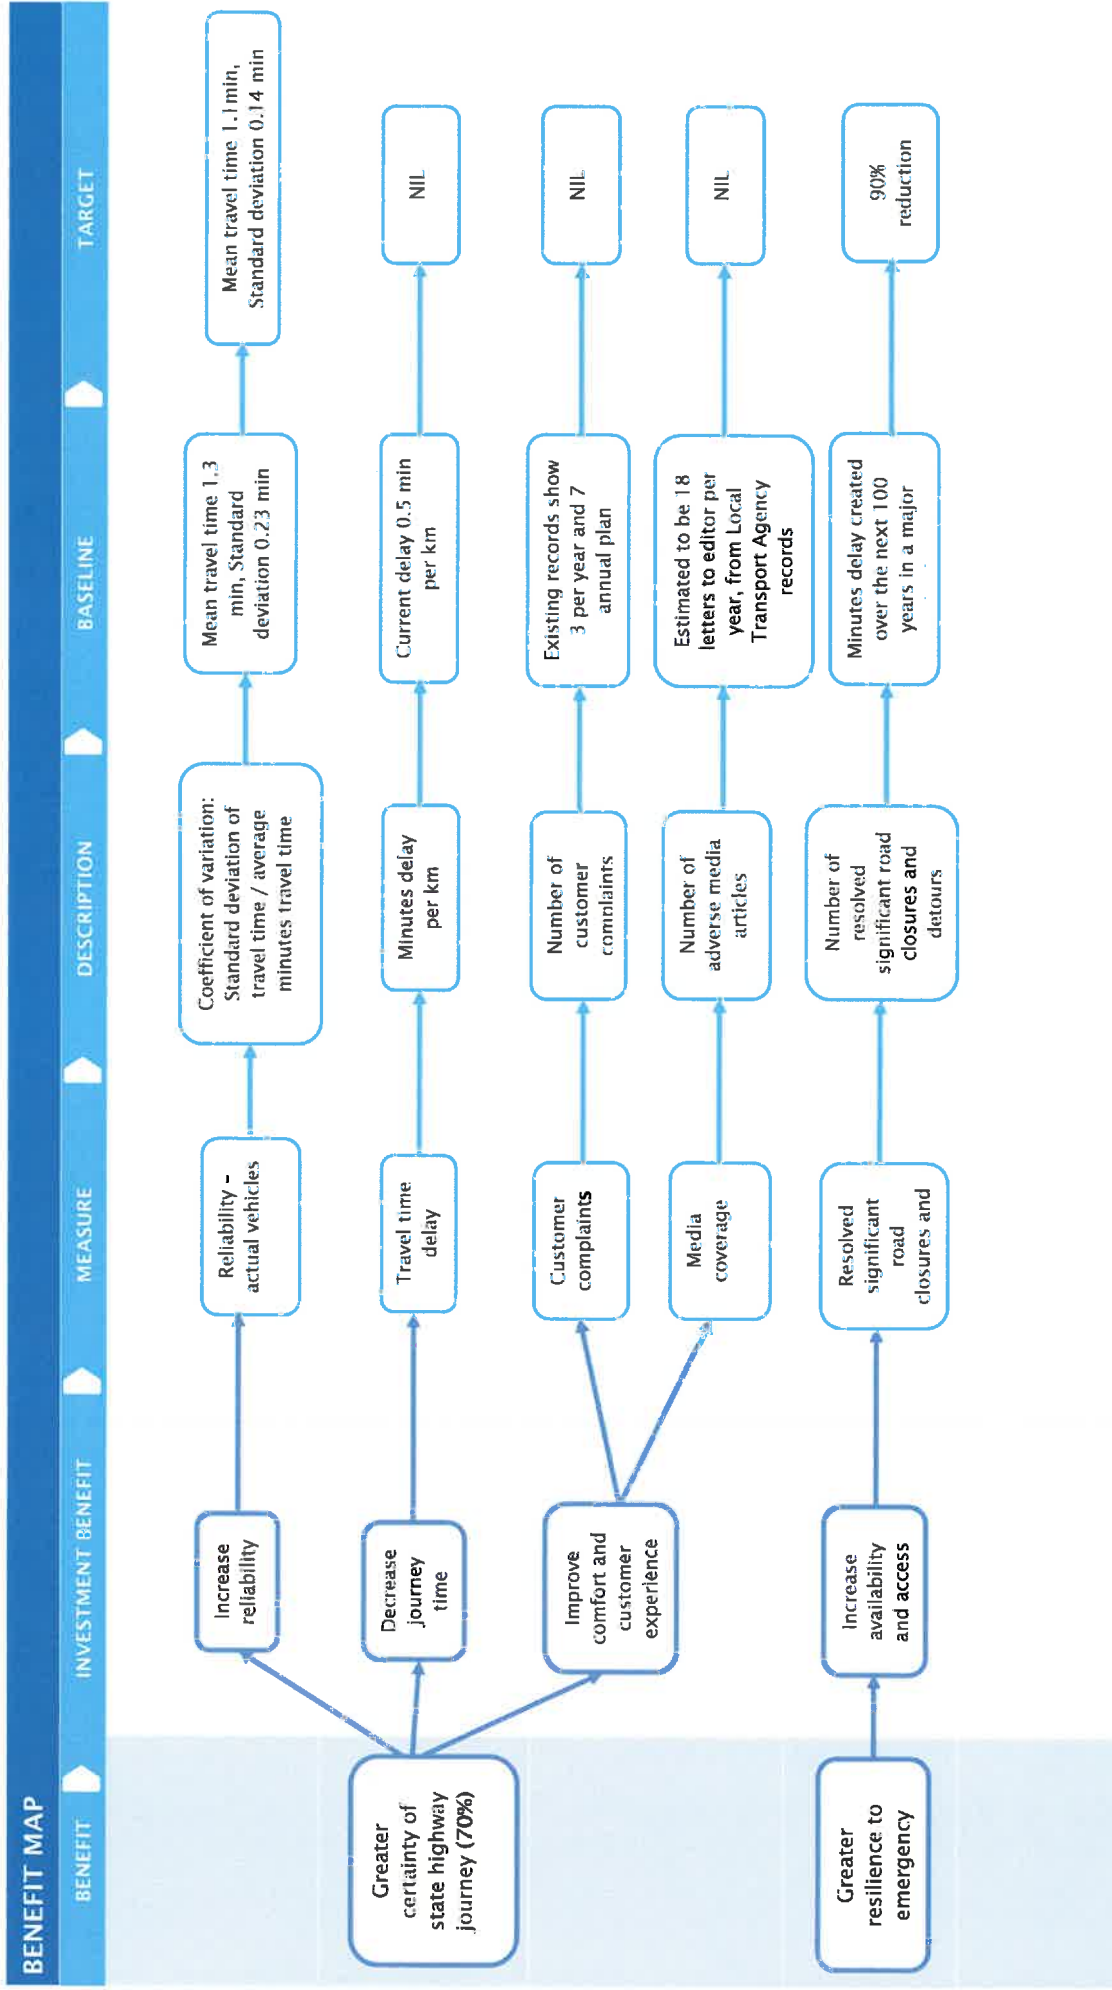 BENEFIT MAP
BENEFIT
INVESTMENT BENEFIT
MEASURE
DESCRIPTION
BASELINE
TARGET
Greater
certainty of
state highway
journey (70%)
Increase
reliability
Reliability –
actual vehicles
Coefficient of variation:
Standard deviation of
travel time / average
minutes travel time
Mean travel time 1.3
min, Standard
deviation 0.23 min
Mean travel time 1.1min,
Standard deviation 0.14 min
Decrease
journey
time
Travel time
delay
Minutes delay
per km
Current delay 0.5 min
per km
NIL
Improve
comfort and
customer
experience
Customer
complaints
Number of
customer
complaints
Existing records show
3 per year and 7
annual plan
NIL
Media
coverage
Number of
adverse media
articles
Estimated to be 18
letters to editor per
year, from Local
Transport Agency
records
NIL
Greater
resilience to
emergency
Increase
availability
and access
Resolved
significant
road
closures and
Number of
resolved
significant road
closures and
detours
Minutes delay created
over the next 100
years in a major
90%
reduction